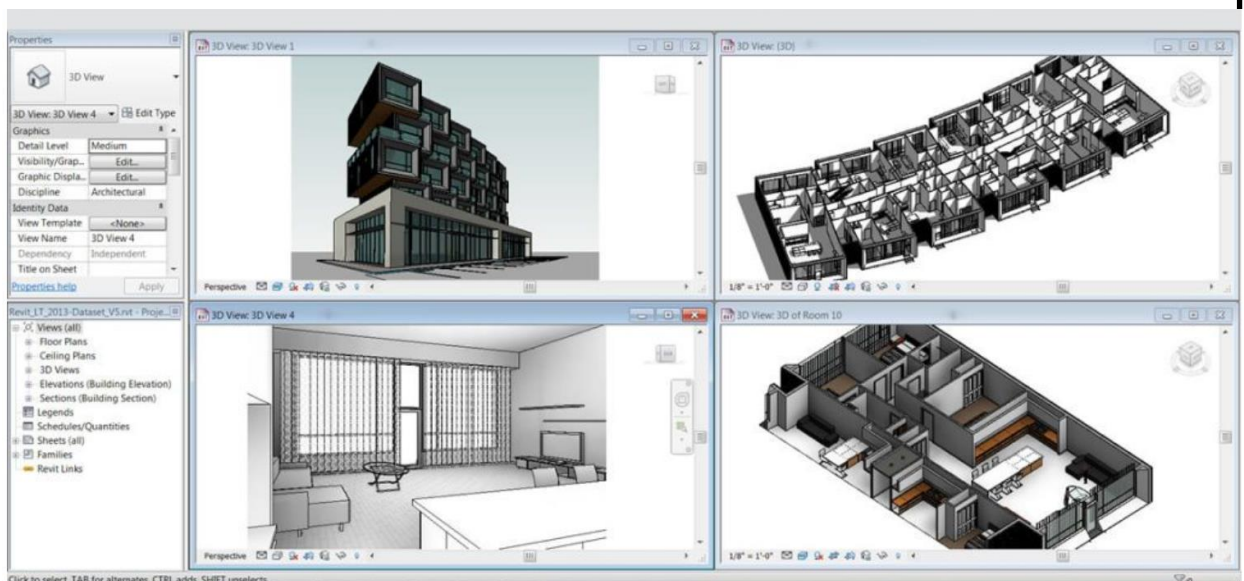 Properties
3D View
3D View: 3D View 4
Edit Type
Graphics
Detail Level Medium
Visibility/Grap... Edit...
Graphic Displa... Edit...
Discipline Architectural
Identity Data
View Template <None>
View Name 3D View 4
Dependency Independent
Title on Sheet
Properties help Apply
Revit_LT_2013-Dataset_V5.rvt - Proje...
Views (all)
Floor Plans
Ceiling Plans
3D Views
Elevations (Building Elevation)
Sections (Building Section)
Legends
Schedules/Quantities
Sheets (all)
Families
Revit Links
3D View: 3D View 1
Perspective
3D View: {3D}
1/8" = 1'-0"
3D View: 3D View 4
Perspective
3D View: 3D of Room 10
1/8" = 1'-0"
Click to select, TAB for alternates, CTRL adds, SHIFT unselects.